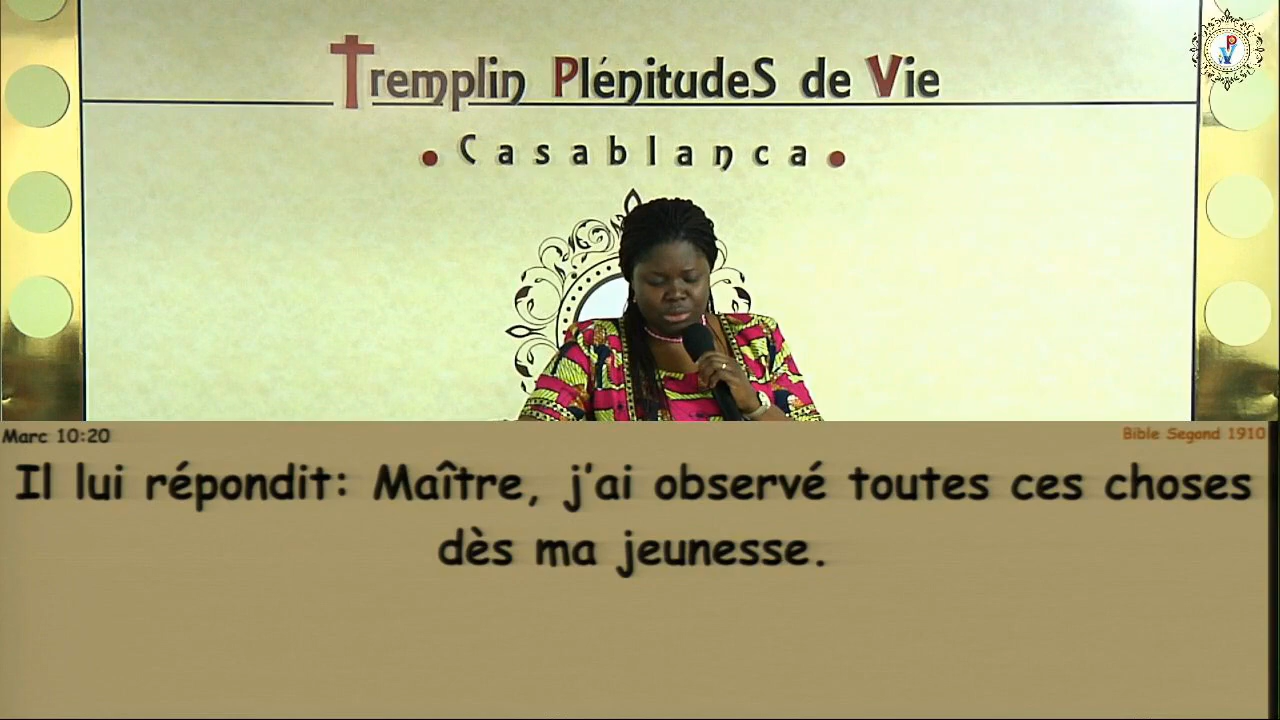 Tremplin PlénitudeS de Vie
• Casablanca •
Marc 10:20
Bible Segond 1910
Il lui répondit: Maître, j'ai observé toutes ces choses
dès ma jeunesse.